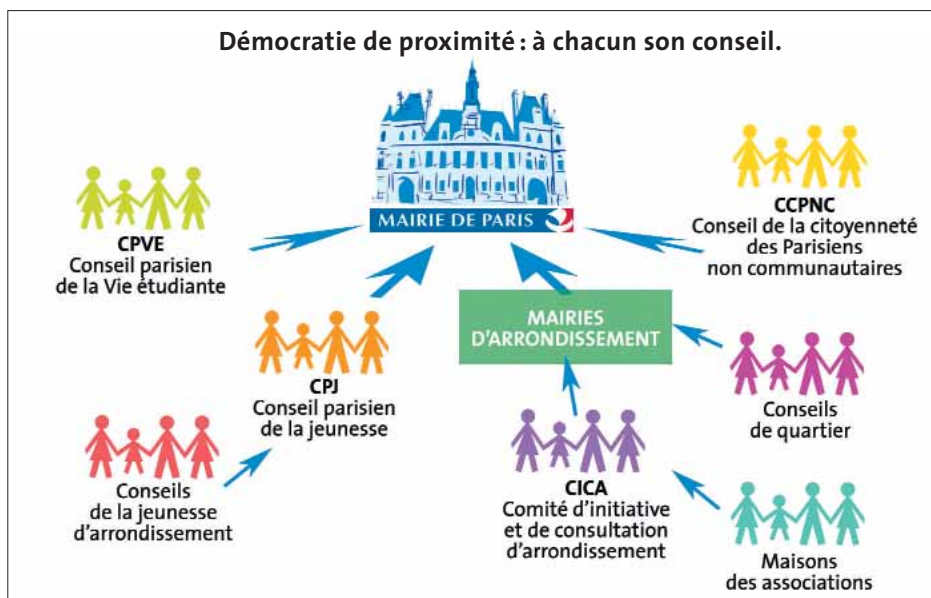 Démocratie de proximité : à chacun son conseil.
MAIRIE DE PARIS
CPVE
Conseil parisien
de la Vie étudiante
CCPNC
Conseil de la citoyenneté
des Parisiens
non communautaires
MAIRIES
D'ARRONDISSEMENT
CPJ
Conseil parisien
de la jeunesse
Conseils
de quartier
Conseils
de la jeunesse
d'arrondissement
CICA
Comité d'initiative
et de consultation
d'arrondissement
Maisons
des associations